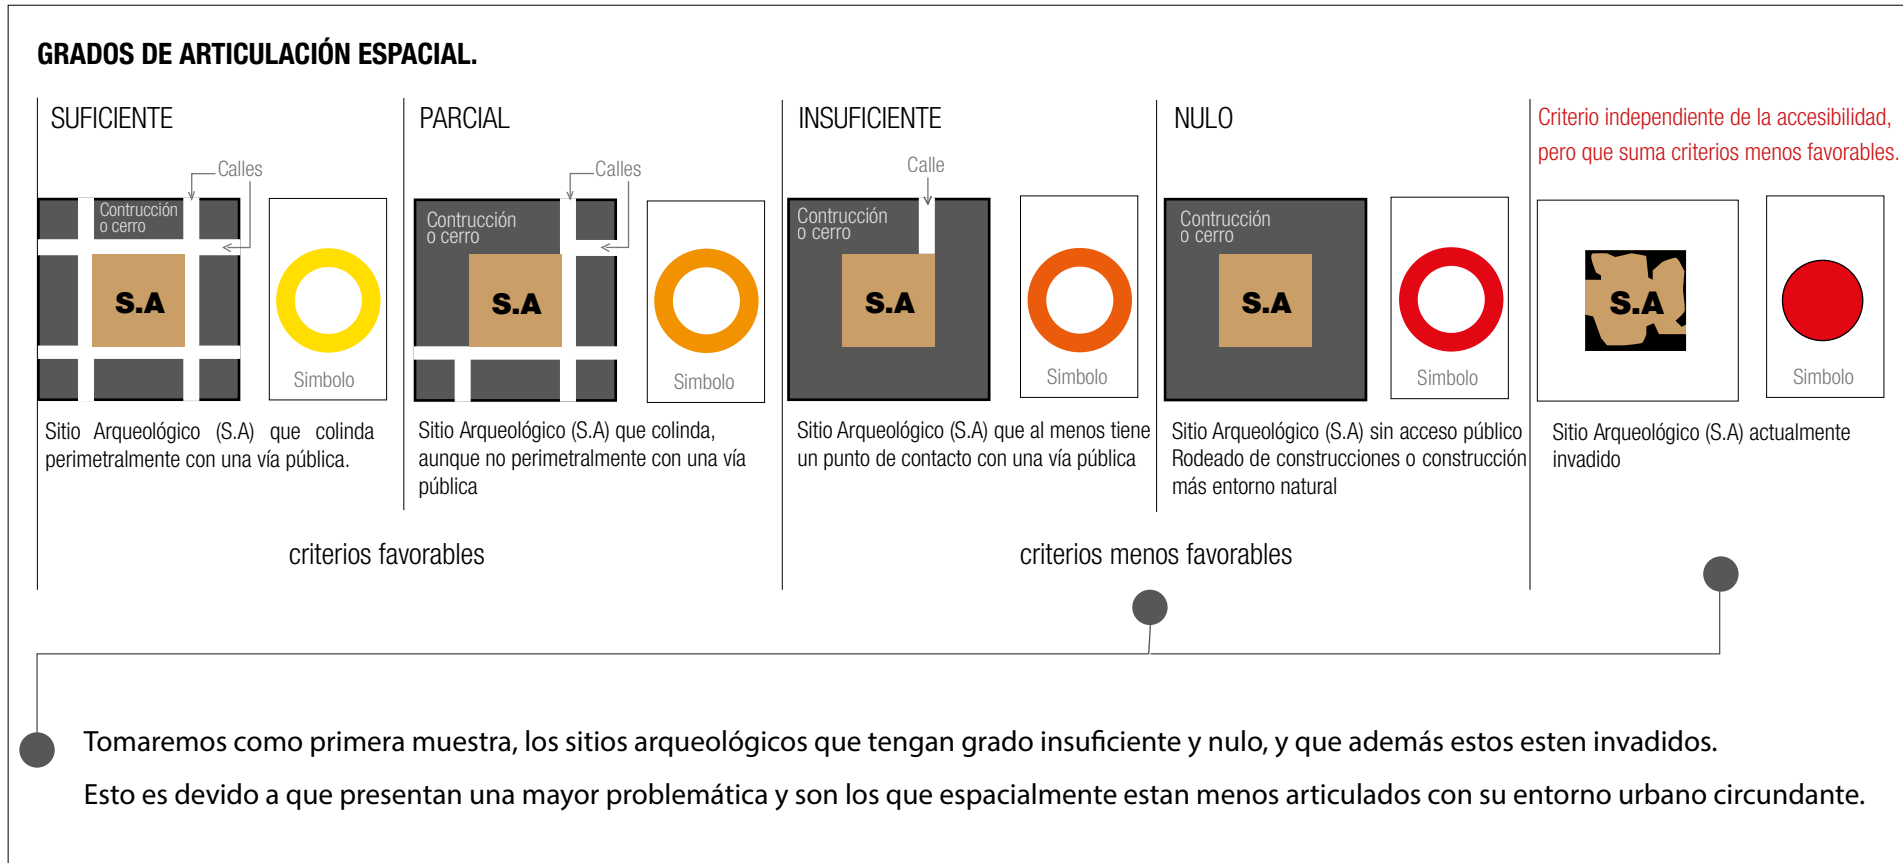 GRADOS DE ARTICULACIÓN ESPACIAL.
SUFICIENTE
Calles
Contrucción
o cerro
S.A
Simbolo
Sitio Arqueológico (S.A) que colinda
perimetralmente con una vía pública.
PARCIAL
Calles
Contrucción
o cerro
S.A
Simbolo
Sitio Arqueológico (S.A) que colinda,
aunque no perimetralmente con una vía
pública
criterios favorables
INSUFICIENTE
Calle
Contrucción
o cerro
S.A
Simbolo
Sitio Arqueológico (S.A) que al menos tiene
un punto de contacto con una vía pública
NULO
Contrucción
o cerro
S.A
Simbolo
Sitio Arqueológico (S.A) sin acceso público
Rodeado de construcciones o construcción
más entorno natural
criterios menos favorables
Criterio independiente de la accesibilidad,
pero que suma criterios menos favorables.
S.A
Simbolo
Sitio Arqueológico (S.A) actualmente
invadido
Tomaremos como primera muestra, los sitios arqueológicos que tengan grado insuficiente y nulo, y que además estos esten invadidos.
Esto es devido a que presentan una mayor problemática y son los que espacialmente estan menos articulados con su entorno urbano circundante.